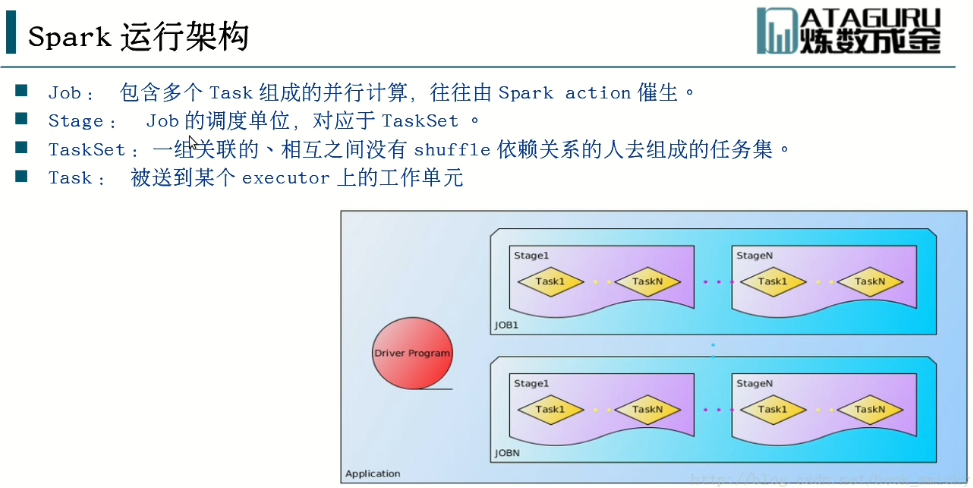 Spark 运行架构
ATAGURU
炼数成金
Job： 包含多个 Task 组成的并行计算，往往由 Spark action 催生。
Stage： Job 的调度单位，对应于 TaskSet 。
TaskSet：一组关联的、相互之间没有 shuffle 依赖关系的人去组成的任务集。
Task： 被送到某个 executor 上的工作单元
Stage1
StageN
Task1
TaskN
Task1
TaskN
JOB1
Driver Program
Stage1
StageN
Task1
TaskN
Task1
TaskN
JOBN
Application